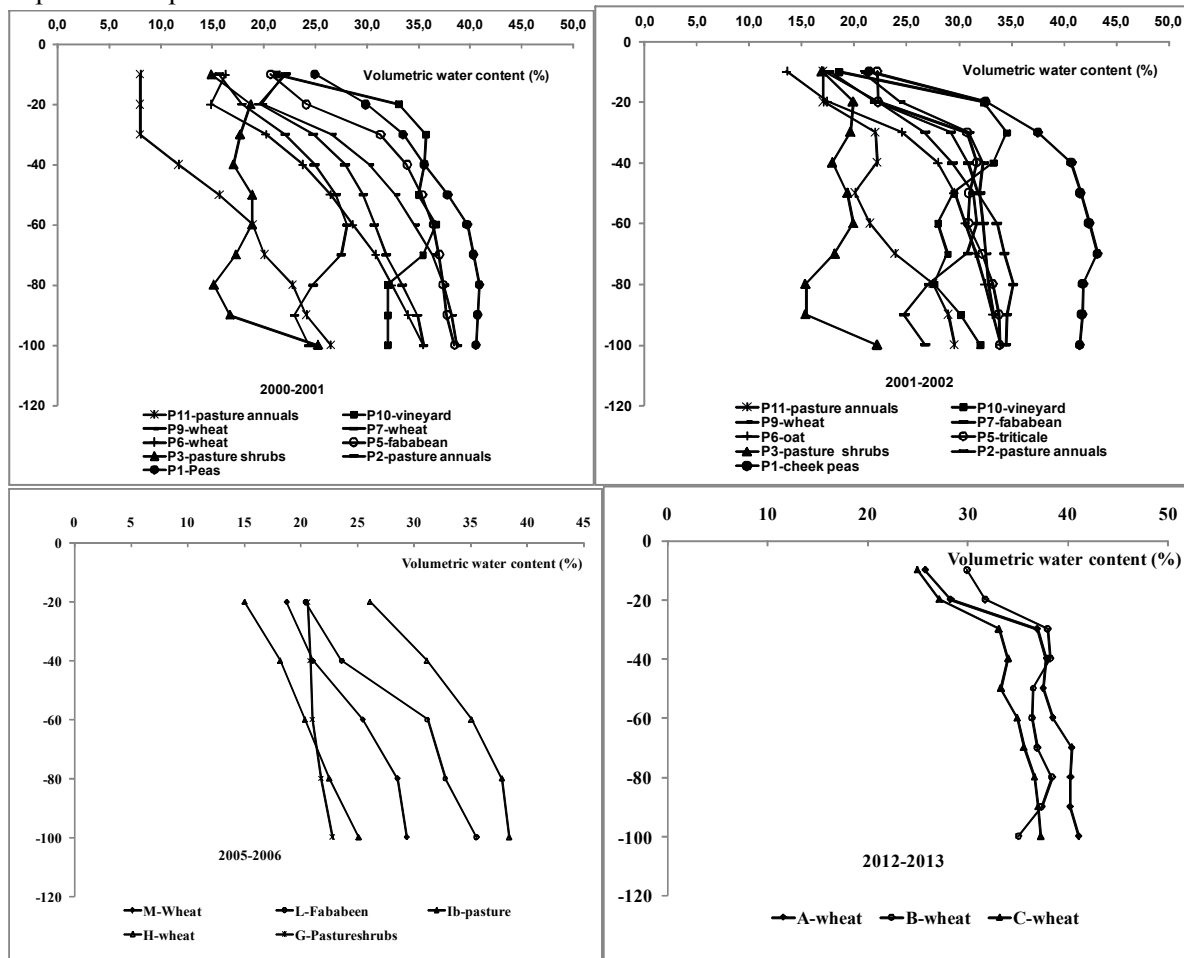 0,0 5,0 10,0 15,0 20,0 25,0 30,0 35,0 40,0 45,0 50,0
0
Volumetric water content (%)
-20
-40
-60
-80
-100
2000-2001
-120
P11-pasture annuals P10-vineyard
P9-wheat P7-wheat
P6-wheat P5-fababean
P3-pasture shrubs P2-pasture annuals
P1-Peas
0,0 5,0 10,0 15,0 20,0 25,0 30,0 35,0 40,0 45,0 50,0
0
Volumetric water content (%)
-20
-40
-60
-80
-100
2001-2002
-120
P11-pasture annuals P10-vineyard
P9-wheat P7-fababean
P6-oat P5-triticale
P3-pasture shrubs P2-pasture annuals
P1-cheek peas
0 5 10 15 20 25 30 35 40 45
0
Volumetric water content (%)
-20
-40
-60
-80
-100
2005-2006
-120
M-Wheat L-Fababeen Ib-pasture
H-wheat G-Pastureshrubs
0 10 20 30 40 50
0
Volumetric water content (%)
-20
-40
-60
-80
-100
2012-2013
-120
A-wheat B-wheat C-wheat